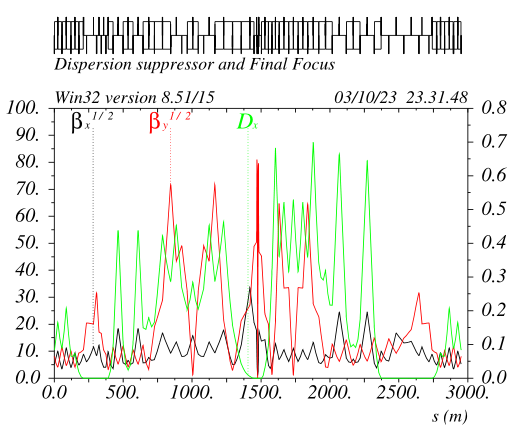 Dispersion suppressor and Final Focus
Win32 version 8.51/15 03/10/23 23.31.48
100. β x 1/2 β y 1/2 D x 0.8
90.
80. 0.7
70. 0.6
60. 0.5
50. 0.4
40. 0.3
30. 0.2
20. 0.1
10. 0.0
0.0
0.0 500. 1000. 1500. 2000. 2500. 3000.
s (m)